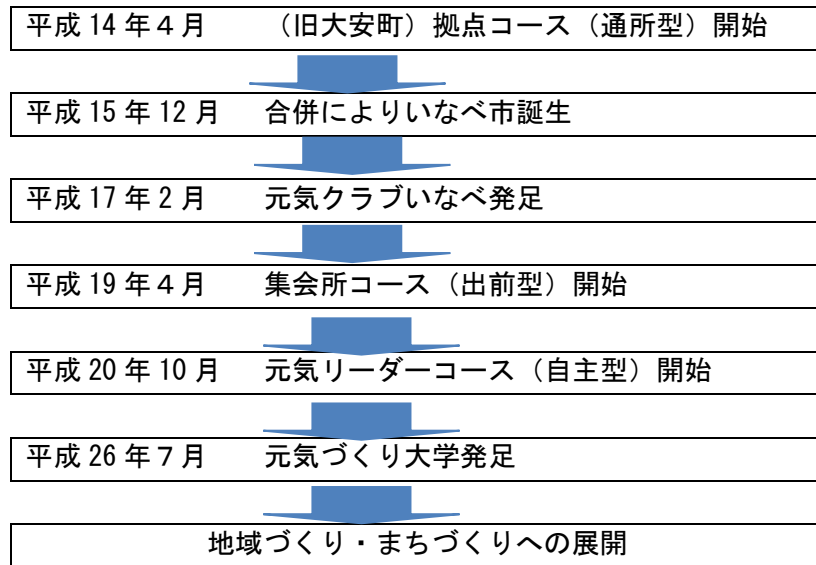 平成 14 年４月　（旧大安町）拠点コース（通所型）開始
平成 15 年 12 月　合併によりいなべ市誕生
平成 17 年 2 月　元気クラブいなべ発足
平成 19 年４月　集会所コース（出前型）開始
平成 20 年 10 月　元気リーダーコース（自主型）開始
平成 26 年７月　元気づくり大学発足
地域づくり・まちづくりへの展開